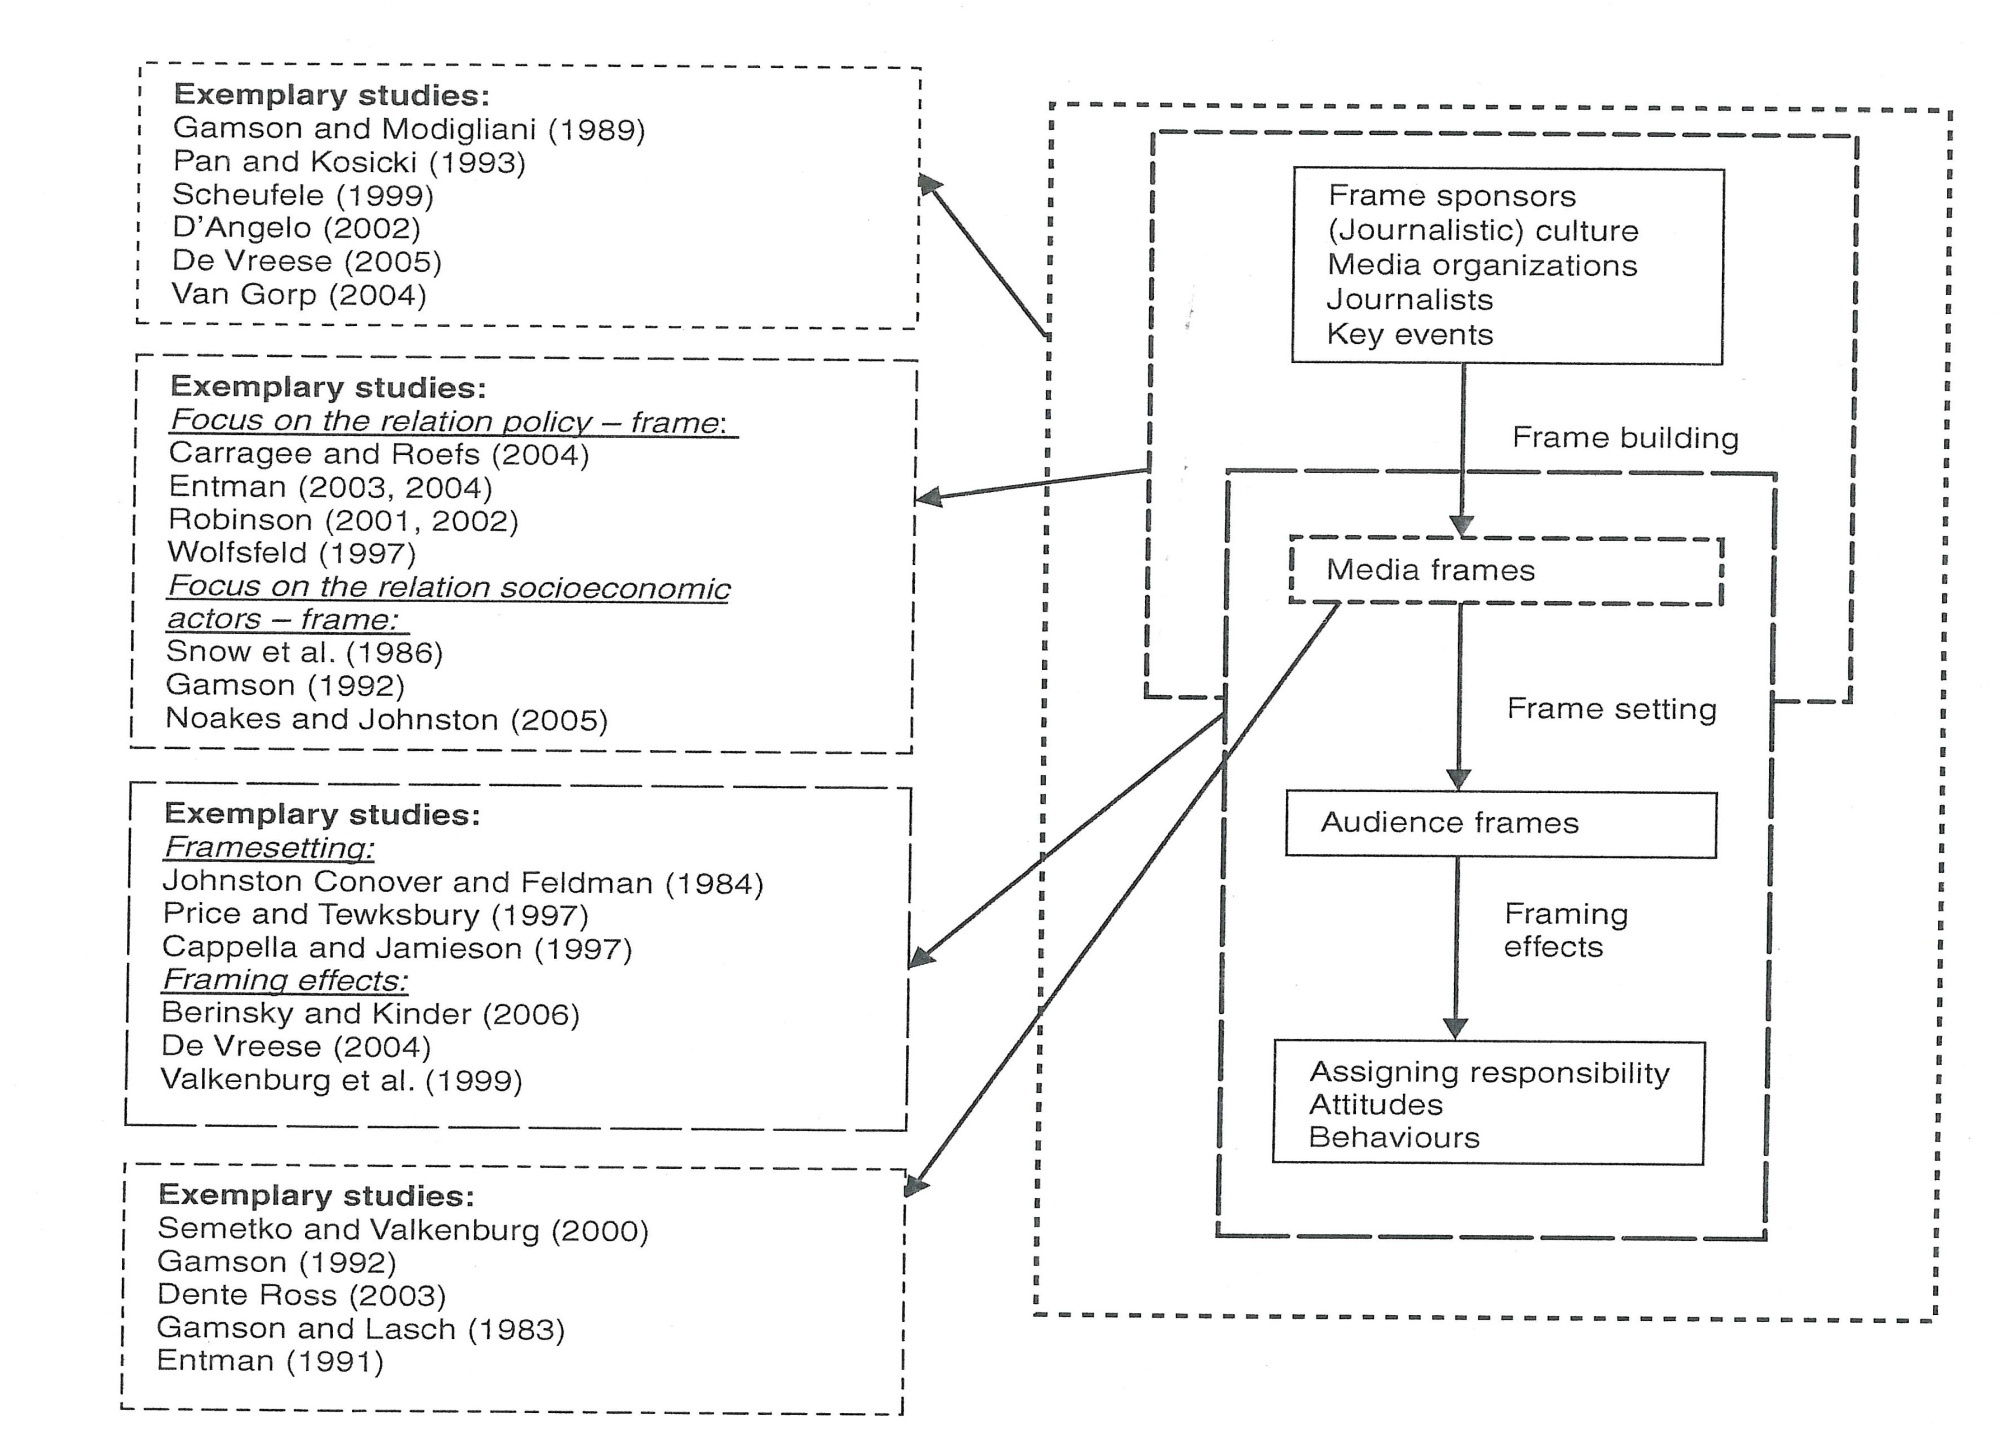 Exemplary studies:
Gamson and Modigliani (1989)
Pan and Kosicki (1993)
Scheufele (1999)
D'Angelo (2002)
De Vreese (2005)
Van Gorp (2004)
Exemplary studies:
Focus on the relation policy – frame:
Carragee and Roefs (2004)
Entman (2003, 2004)
Robinson (2001, 2002)
Wolfsfeld (1997)
Focus on the relation socioeconomic
actors – frame:
Snow et al. (1986)
Gamson (1992)
Noakes and Johnston (2005)
Exemplary studies:
Framesetting:
Johnston Conover and Feldman (1984)
Price and Tewksbury (1997)
Cappella and Jamieson (1997)
Framing effects:
Berinsky and Kinder (2006)
De Vreese (2004)
Valkenburg et al. (1999)
Exemplary studies:
Semetko and Valkenburg (2000)
Gamson (1992)
Dente Ross (2003)
Gamson and Lasch (1983)
Entman (1991)
Frame sponsors
(Journalistic) culture
Media organizations
Journalists
Key events
Frame building
Media frames
Frame setting
Audience frames
Framing
effects
Assigning responsibility
Attitudes
Behaviours